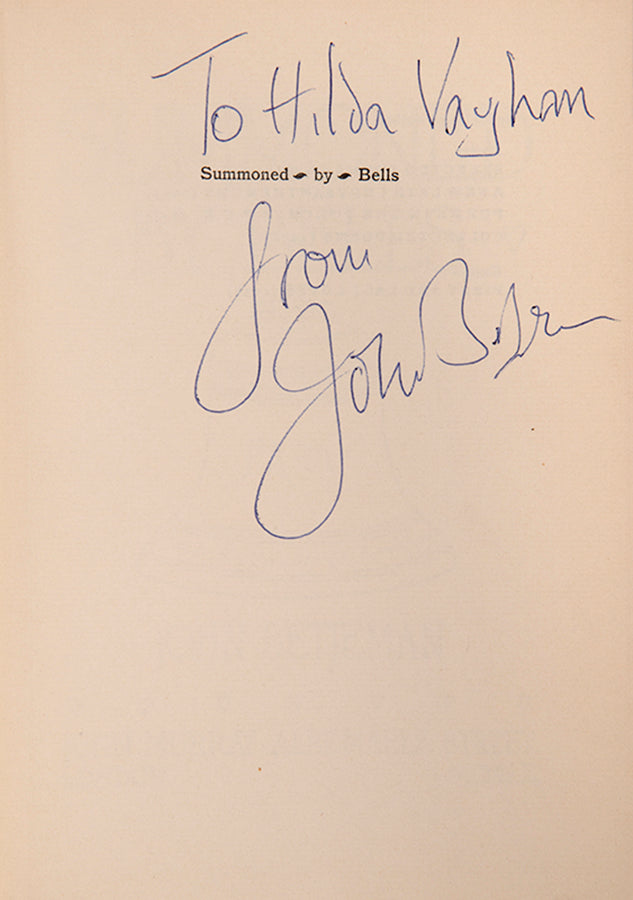 To Hilda Vaughan
Summoned by Bells
from
John B.